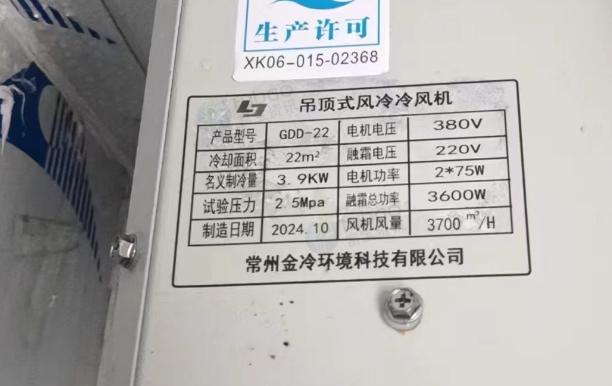 生产许可
XK06-015-02368
吊顶式风冷冷风机
产品型号 GDD-22 电机电压 380V
冷却面积 22m² 融霜电压 220V
名义制冷量 3.9KW 电机功率 2*75W
试验压力 2.5Mpa 融霜总功率 3600W
制造日期 2024.10 风机风量 3700 m³/H
常州金冷环境科技有限公司